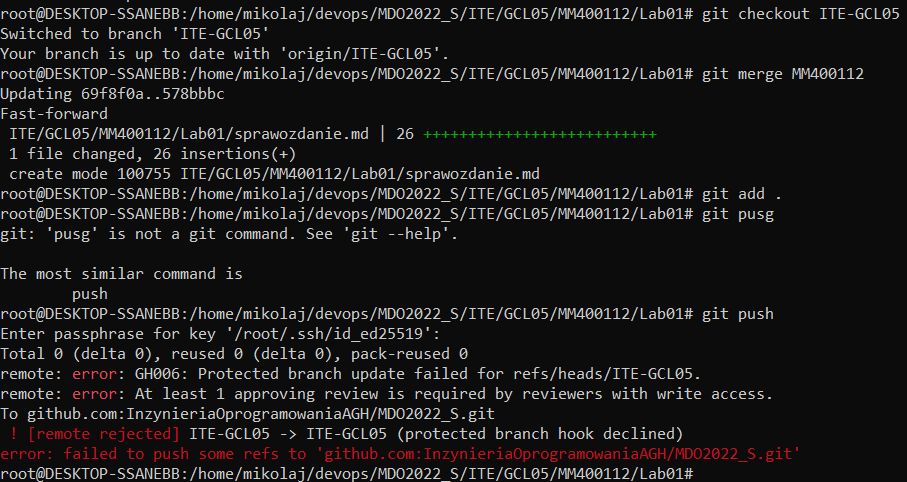 root@DESKTOP-SSANEBB:/home/mikolaj/devops/MDO2022_S/ITE/GCL05/MM400112/Lab01# git checkout ITE-GCL05
Switched to branch 'ITE-GCL05'
Your branch is up to date with 'origin/ITE-GCL05'.
root@DESKTOP-SSANEBB:/home/mikolaj/devops/MDO2022_S/ITE/GCL05/MM400112/Lab01# git merge MM400112
Updating 69f8f0a..578bbbc
Fast-forward
 ITE/GCL05/MM400112/Lab01/sprawozdanie.md | 26 ++++++++++++++++++++++++++
 1 file changed, 26 insertions(+)
 create mode 100755 ITE/GCL05/MM400112/Lab01/sprawozdanie.md
root@DESKTOP-SSANEBB:/home/mikolaj/devops/MDO2022_S/ITE/GCL05/MM400112/Lab01# git add .
root@DESKTOP-SSANEBB:/home/mikolaj/devops/MDO2022_S/ITE/GCL05/MM400112/Lab01# git pusg
git: 'pusg' is not a git command. See 'git --help'.

The most similar command is
        push
root@DESKTOP-SSANEBB:/home/mikolaj/devops/MDO2022_S/ITE/GCL05/MM400112/Lab01# git push
Enter passphrase for key '/root/.ssh/id_ed25519':
Total 0 (delta 0), reused 0 (delta 0), pack-reused 0
remote: error: GH006: Protected branch update failed for refs/heads/ITE-GCL05.
remote: error: At least 1 approving review is required by reviewers with write access.
To github.com:InzynieriaOprogramowaniaAGH/MDO2022_S.git
 ! [remote rejected] ITE-GCL05 -> ITE-GCL05 (protected branch hook declined)
error: failed to push some refs to 'github.com:InzynieriaOprogramowaniaAGH/MDO2022_S.git'
root@DESKTOP-SSANEBB:/home/mikolaj/devops/MDO2022_S/ITE/GCL05/MM400112/Lab01#